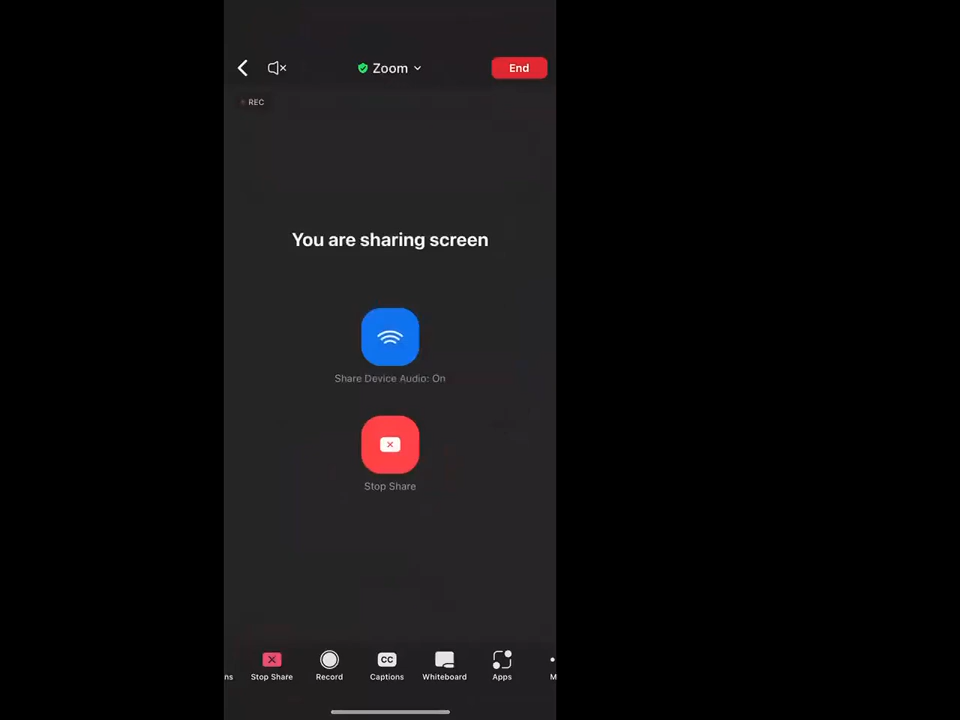 Zoom
End
REC
You are sharing screen
Share Device Audio: On
Stop Share
Stop Share
Record
CC
Captions
Whiteboard
Apps